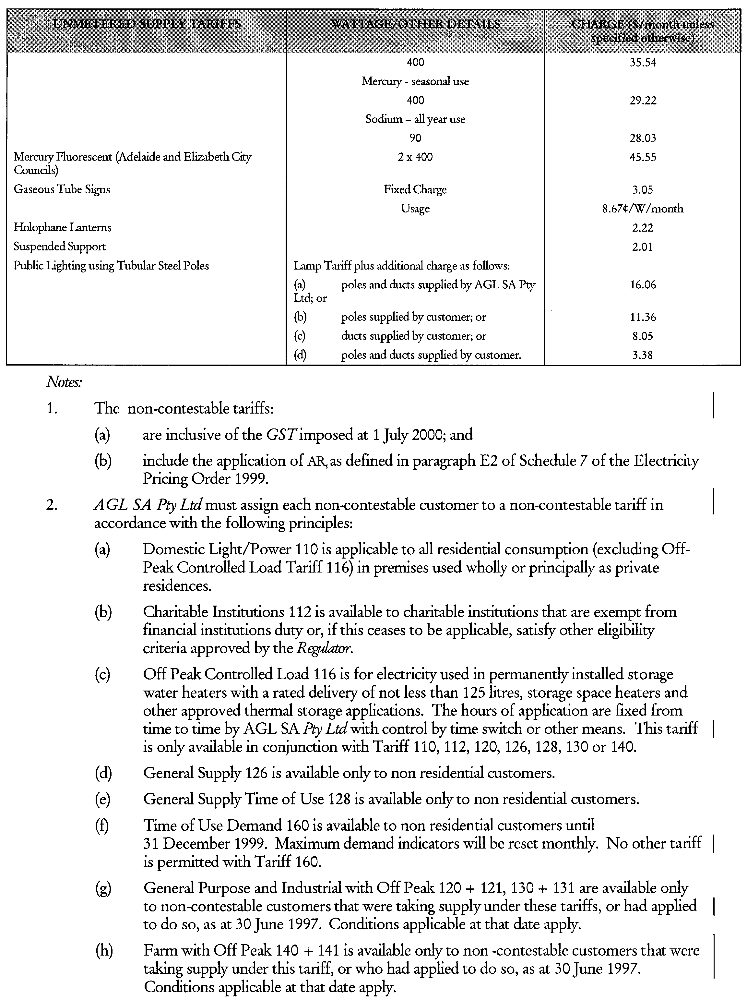 UNMETERED SUPPLY TARIFFS WATTAGE/OTHER DETAILS CHARGE ($/month unless
specified otherwise)
400 35.54
Mercury - seasonal use
400 29.22
Sodium – all year use
90 28.03
Mercury Fluorescent (Adelaide and Elizabeth City 2 x 400 45.55
Councils)
Gaseous Tube Signs Fixed Charge 3.05
Usage 8.67¢/W/month
Holophane Lanterns 2.22
Suspended Support 2.01
Public Lighting using Tubular Steel Poles Lamp Tariff plus additional charge as follows:
(a) poles and ducts supplied by AGL SA Pty 16.06
Ltd; or
(b) poles supplied by customer; or 11.36
(c) ducts supplied by customer; or 8.05
(d) poles and ducts supplied by customer. 3.38
Notes:
1. The non-contestable tariffs:
(a) are inclusive of the GST imposed at 1 July 2000; and
(b) include the application of ARt as defined in paragraph E2 of Schedule 7 of the Electricity
Pricing Order 1999.
2. AGL SA Pty Ltd must assign each non-contestable customer to a non-contestable tariff in
accordance with the following principles:
(a) Domestic Light/Power 110 is applicable to all residential consumption (excluding Off-
Peak Controlled Load Tariff 116) in premises used wholly or principally as private
residences.
(b) Charitable Institutions 112 is available to charitable institutions that are exempt from
financial institutions duty or, if this ceases to be applicable, satisfy other eligibility
criteria approved by the Regulator.
(c) Off Peak Controlled Load 116 is for electricity used in permanently installed storage
water heaters with a rated delivery of not less than 125 litres, storage space heaters and
other approved thermal storage applications. The hours of application are fixed from
time to time by AGL SA Pty Ltd with control by time switch or other means. This tariff
is only available in conjunction with Tariff 110, 112, 120, 126, 128, 130 or 140.
(d) General Supply 126 is available only to non residential customers.
(e) General Supply Time of Use 128 is available only to non residential customers.
(f) Time of Use Demand 160 is available to non residential customers until
31 December 1999. Maximum demand indicators will be reset monthly. No other tariff
is permitted with Tariff 160.
(g) General Purpose and Industrial with Off Peak 120 + 121, 130 + 131 are available only
to non-contestable customers that were taking supply under these tariffs, or had applied
to do so, as at 30 June 1997. Conditions applicable at that date apply.
(h) Farm with Off Peak 140 + 141 is available only to non -contestable customers that were
taking supply under this tariff, or who had applied to do so, as at 30 June 1997.
Conditions applicable at that date apply.